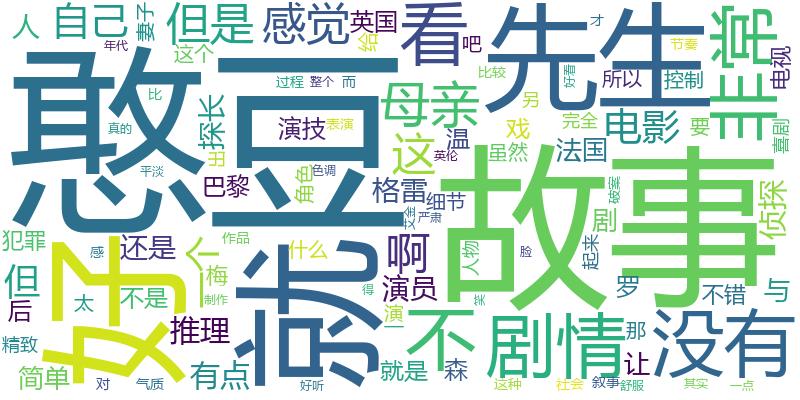 人
自己
妻子
但是
感觉
英国
看
先生
才
节奏
非常
年代
这个
给
吧
比较
好看
所以
控制
电视
憨豆
过程
整个
而
母亲
另
比
探长
演技
表演
温
戏
完全
电影
要
喜剧
真的
出
这
虽然
法国
平淡
巴黎
角色
色调
格雷
英伦
细节
故事
剧
破案
侦探
犯罪
好
还是
个
感
作品
什么
就
艾金
严肃
啊
人物
脸
起来
但
后
太
不是
梅
制作
得
演
一
演员
笑
罗
不错
与
精致
推理
不
剧情
那
没有
简单
对
气质
有点
好听
就是
森
这种
社会
叙事
让
舒服
其实
一点